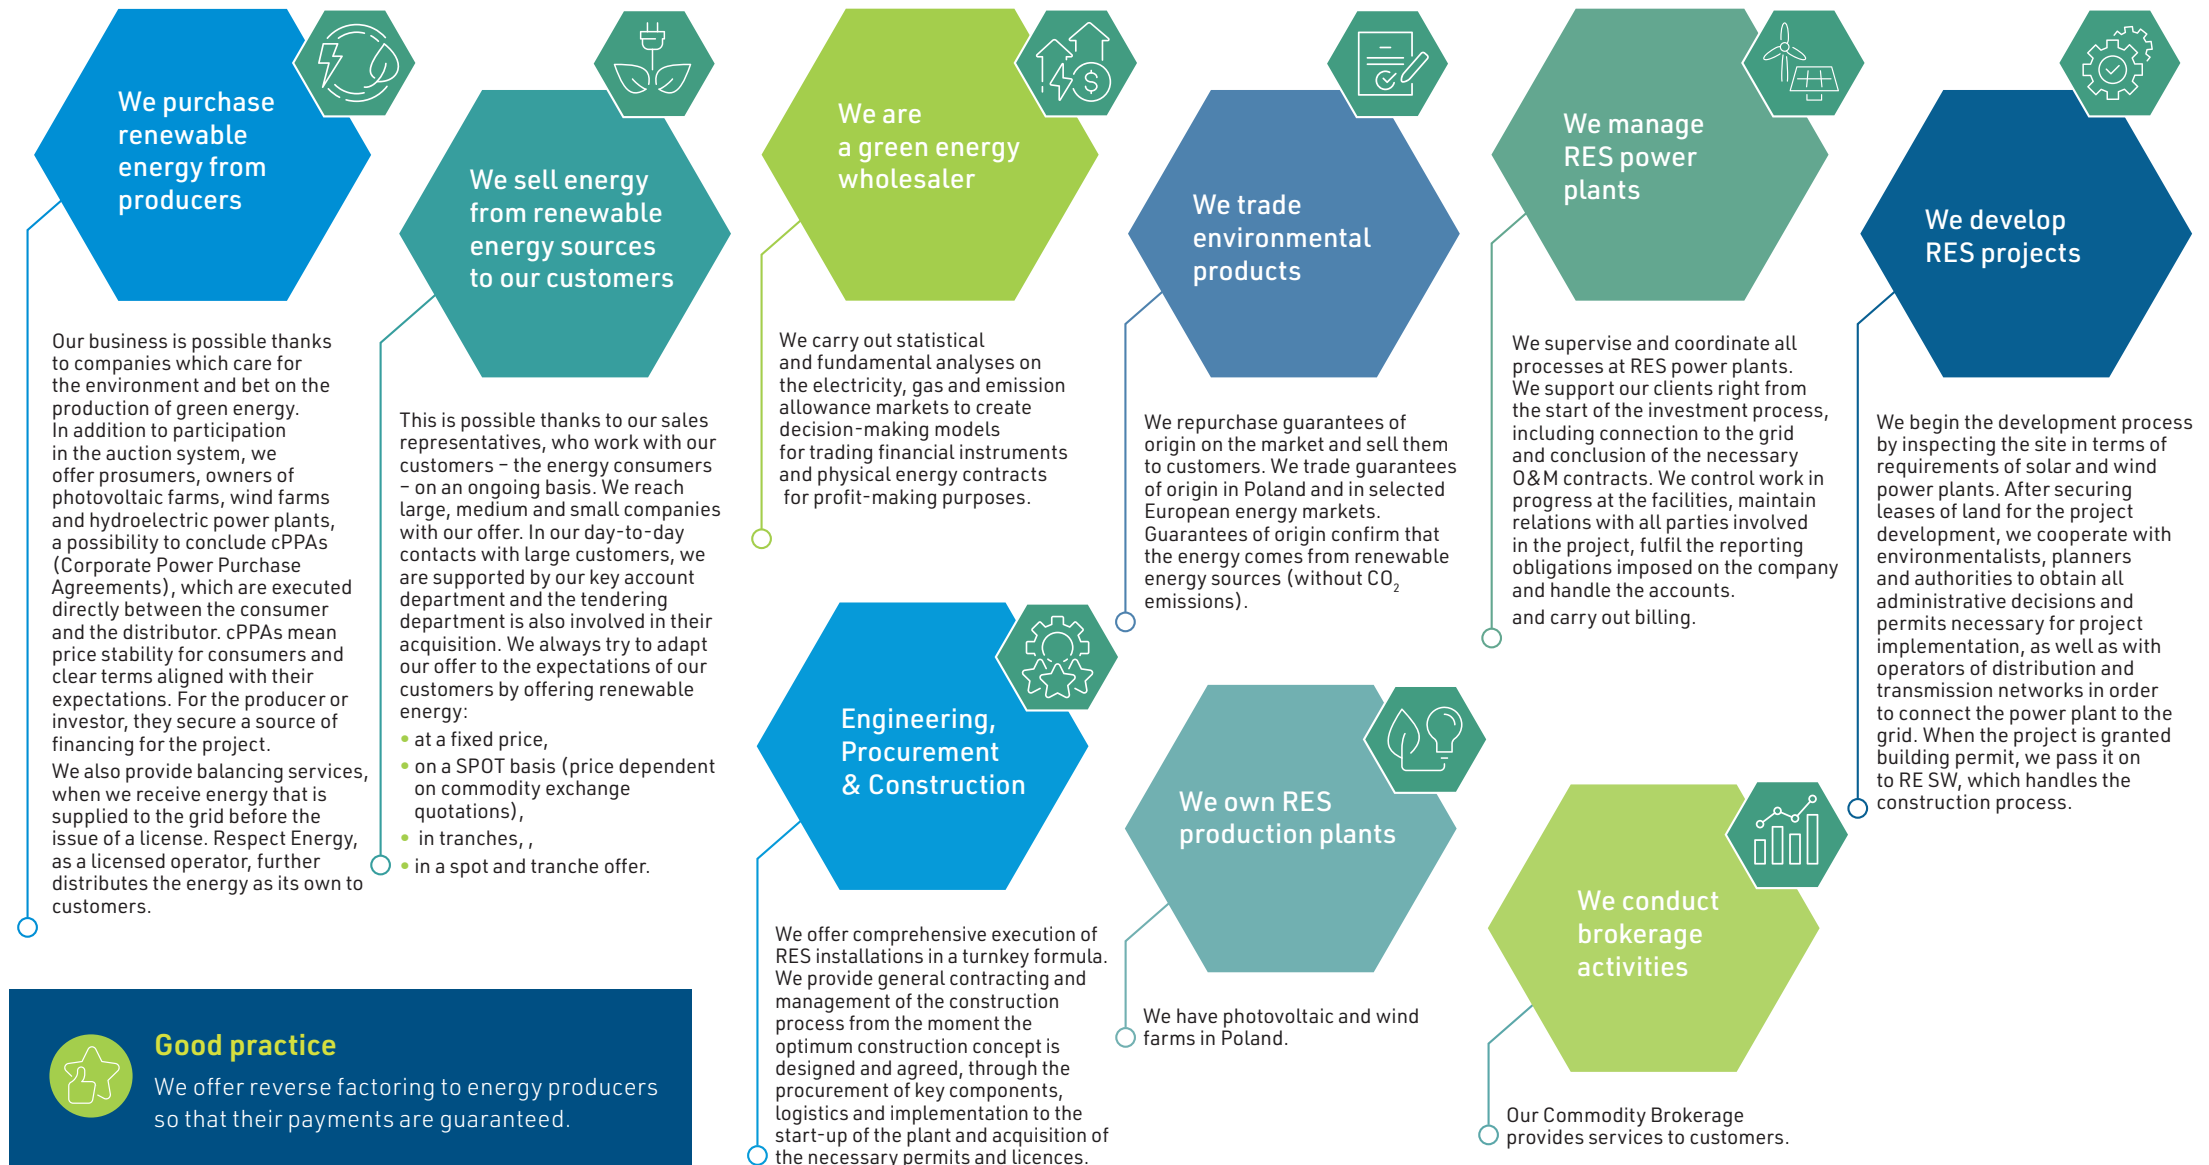 We purchase
renewable
energy from
producers
Our business is possible thanks
to companies which care for
the environment and bet on the
production of green energy.
In addition to participation
in the auction system, we
offer prosumers, owners of
photovoltaic farms, wind farms
and hydroelectric power plants,
a possibility to conclude cPPAs
(Corporate Power Purchase
Agreements), which are executed
directly between the consumer
and the distributor. cPPAs mean
price stability for consumers and
clear terms aligned with their
expectations. For the producer or
investor, they secure a source of
financing for the project.
We also provide balancing services,
when we receive energy that is
supplied to the grid before the
issue of a license. Respect Energy,
as a licensed operator, further
distributes the energy as its own to
customers.
We sell energy
from renewable
energy sources
to our customers
This is possible thanks to our sales
representatives, who work with our
customers – the energy consumers
– on an ongoing basis. We reach
large, medium and small companies
with our offer. In our day-to-day
contacts with large customers, we
are supported by our key account
department and the tendering
department is also involved in their
acquisition. We always try to adapt
our offer to the expectations of our
customers by offering renewable
energy:
• at a fixed price,
• on a SPOT basis (price dependent
on commodity exchange
quotations),
• in tranches, ,
• in a spot and tranche offer.
We are
a green energy
wholesaler
We carry out statistical
and fundamental analyses on
the electricity, gas and emission
allowance markets to create
decision-making models
for trading financial instruments
and physical energy contracts
for profit-making purposes.
We trade
environmental
products
We repurchase guarantees of
origin on the market and sell them
to customers. We trade guarantees
of origin in Poland and in selected
European energy markets.
Guarantees of origin confirm that
the energy comes from renewable
energy sources (without CO₂
emissions).
We manage
RES power
plants
We supervise and coordinate all
processes at RES power plants.
We support our clients right from
the start of the investment process,
including connection to the grid
and conclusion of the necessary
O&M contracts. We control work in
progress at the facilities, maintain
relations with all parties involved
in the project, fulfil the reporting
obligations imposed on the company
and handle the accounts.
and carry out billing.
We develop
RES projects
We begin the development process
by inspecting the site in terms of
requirements of solar and wind
power plants. After securing
leases of land for the project
development, we cooperate with
environmentalists, planners
and authorities to obtain all
administrative decisions and
permits necessary for project
implementation, as well as with
operators of distribution and
transmission networks in order
to connect the power plant to the
grid. When the project is granted
building permit, we pass it on
to RE SW, which handles the
construction process.
Engineering,
Procurement
& Construction
We offer comprehensive execution of
RES installations in a turnkey formula.
We provide general contracting and
management of the construction
process from the moment the
optimum construction concept is
designed and agreed, through the
procurement of key components,
logistics and implementation to the
start-up of the plant and acquisition of
the necessary permits and licences.
We own RES
production plants
We have photovoltaic and wind
farms in Poland.
We conduct
brokerage
activities
Our Commodity Brokerage
provides services to customers.
Good practice
We offer reverse factoring to energy producers
so that their payments are guaranteed.